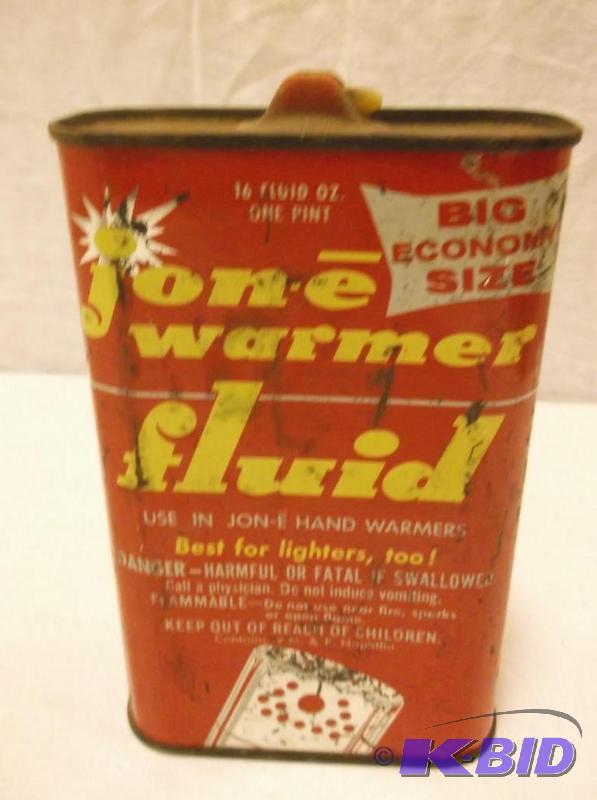 16 FLUID OZ.
ONE PINT
BIG
ECONOMY
SIZE
jon-ē
warmer
fluid
USE IN JON-Ē HAND WARMERS
Best for lighters, too!
DANGER—HARMFUL OR FATAL IF SWALLOWED
Call a physician. Do not induce vomiting.
FLAMMABLE—Do not use near fire, sparks
or open flame.
KEEP OUT OF REACH OF CHILDREN.
Contains V.M. & P. Naphtha
© K-BID